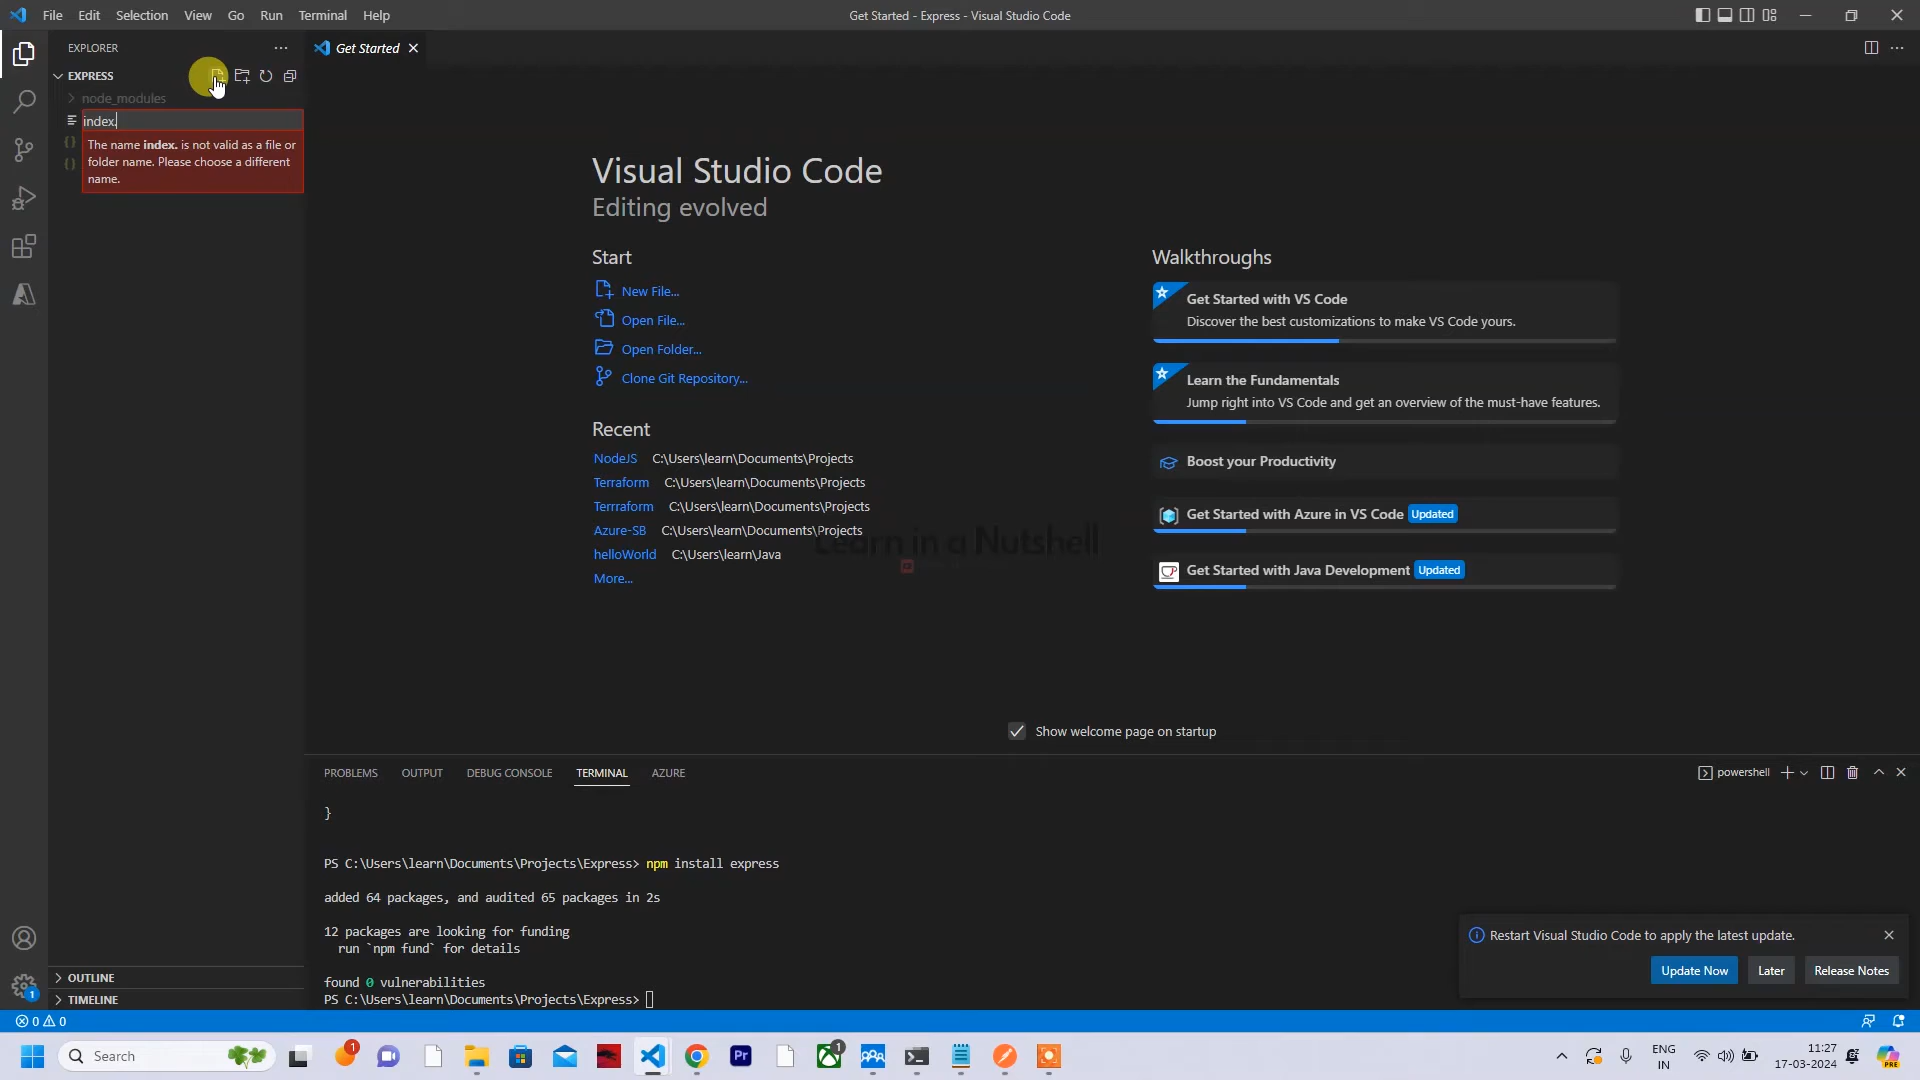 File Edit Selection View Go Run Terminal Help
Get Started - Express - Visual Studio Code
EXPLORER
Get Started
EXPRESS
node_modules
index.
The name index. is not valid as a file or
folder name. Please choose a different
name.
Visual Studio Code
Editing evolved
Start
New File...
Open File...
Open Folder...
Clone Git Repository...
Recent
NodeJS C:\Users\learn\Documents\Projects
Terraform C:\Users\learn\Documents\Projects
Terrraform C:\Users\learn\Documents\Projects
Azure-SB C:\Users\learn\Documents\Projects
helloWorld C:\Users\learn\Java
More...
Walkthroughs
Get Started with VS Code
Discover the best customizations to make VS Code yours.
Learn the Fundamentals
Jump right into VS Code and get an overview of the must-have features.
Boost your Productivity
Get Started with Azure in VS Code Updated
Get Started with Java Development Updated
Learn in a Nutshell
Show welcome page on startup
PROBLEMS OUTPUT DEBUG CONSOLE TERMINAL AZURE
powershell
}
PS C:\Users\learn\Documents\Projects\Express> npm install express
added 64 packages, and audited 65 packages in 2s
12 packages are looking for funding
run `npm fund` for details
found 0 vulnerabilities
PS C:\Users\learn\Documents\Projects\Express>
Restart Visual Studio Code to apply the latest update.
Update Now Later Release Notes
OUTLINE
TIMELINE
1
0 0
Search
1
Pr
1
ENG
IN
11:27
17-03-2024
PRE